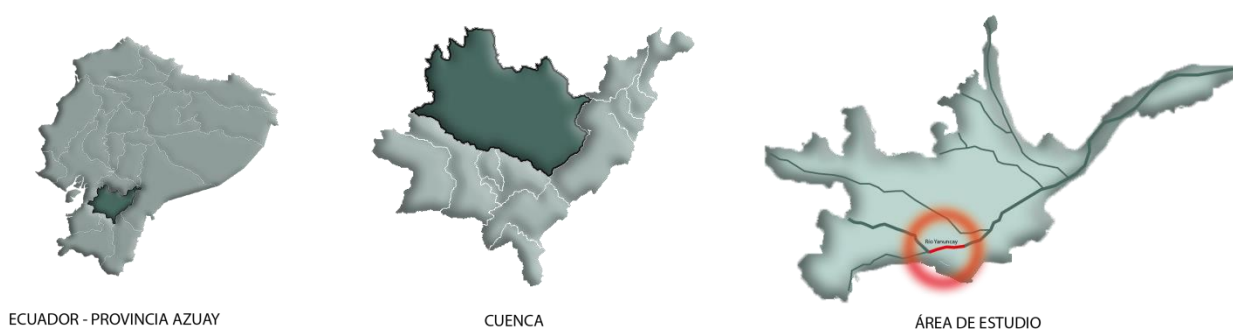 Río Yanuncay
ECUADOR - PROVINCIA AZUAY
CUENCA
ÁREA DE ESTUDIO